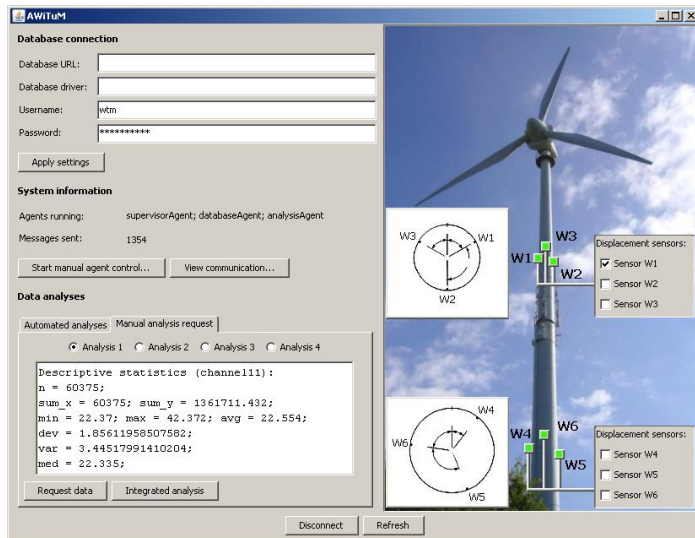 AWiTuM
Database connection
Database URL:
Database driver:
Username: wtm
Password: **********
Apply settings
System information
Agents running: supervisorAgent; databaseAgent; analysisAgent
Messages sent: 1354
Start manual agent control... View communication...
Data analyses
Automated analyses Manual analysis request
Analysis 1 Analysis 2 Analysis 3 Analysis 4
Descriptive statistics (channel11):
n = 60375;
sum_x = 60375; sum_y = 1361711.432;
min = 22.37; max = 42.372; avg = 22.554;
dev = 1.85611958507582;
var = 3.44517991410204;
med = 22.335;
Request data Integrated analysis
W3 W1
W2
W3
W1
W2
Displacement sensors:
Sensor W1
Sensor W2
Sensor W3
W4
W6
W5
W6
W4
W5
Displacement sensors:
Sensor W4
Sensor W5
Sensor W6
Disconnect Refresh